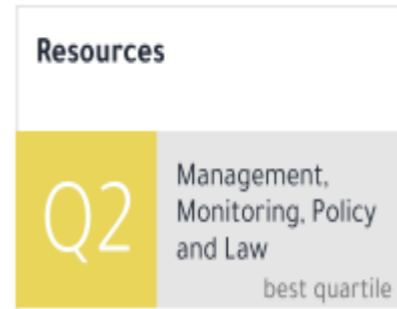 Resources
Q2
Management,
Monitoring, Policy
and Law
best quartile